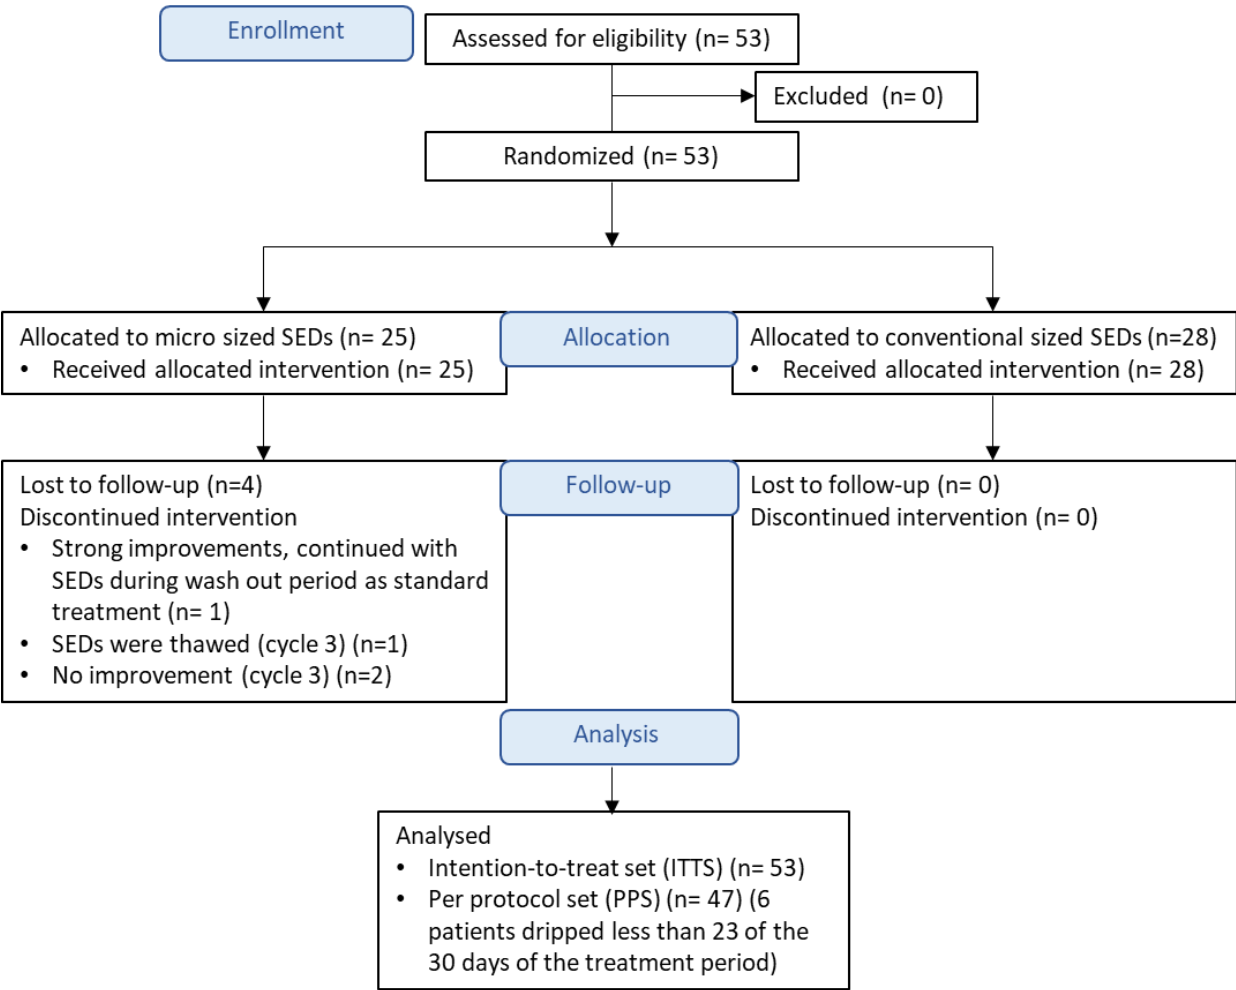 Enrollment
Assessed for eligibility (n= 53)
Excluded  (n= 0)
Randomized (n= 53)
Allocated to micro sized SEDs (n= 25)
• Received allocated intervention (n= 25)
Allocation
Allocated to conventional sized SEDs (n=28)
• Received allocated intervention (n= 28)
Lost to follow-up (n=4)
Discontinued intervention
• Strong improvements, continued with
SEDs during wash out period as standard
treatment (n= 1)
• SEDs were thawed (cycle 3) (n=1)
• No improvement (cycle 3) (n=2)
Follow-up
Lost to follow-up (n= 0)
Discontinued intervention (n= 0)
Analysis
Analysed
• Intention-to-treat set (ITTS) (n= 53)
• Per protocol set (PPS) (n= 47) (6
patients dripped less than 23 of the
30 days of the treatment period)